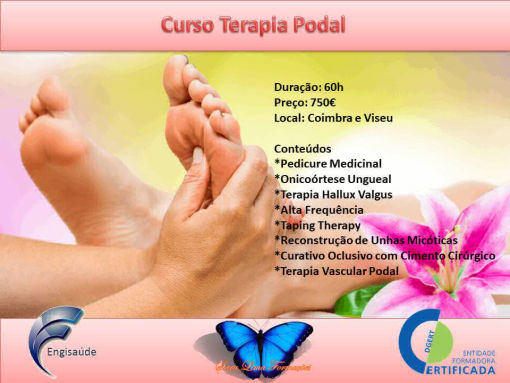 Curso Terapia Podal
Duração: 60h
Preço: 750€
Local: Coimbra e Viseu
Conteúdos
*Pedicure Medicinal
*Onicoórtese Ungueal
*Terapia Hallux Valgus
*Alta Frequência
*Taping Therapy
*Reconstrução de Unhas Micóticas
*Curativo Oclusivo com Cimento Cirúrgico
*Terapia Vascular Podal
Engisaúde
Lima Formações
DGERT
ENTIDADE
FORMADORA
CERTIFICADA